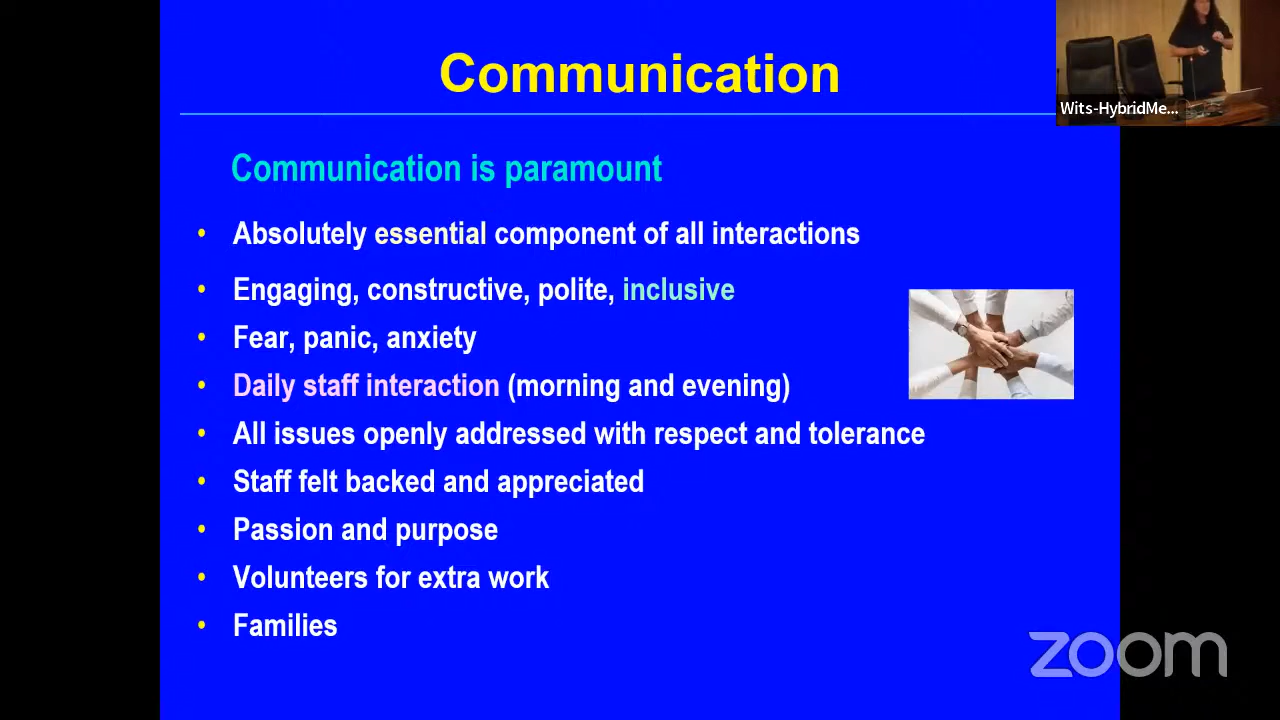 Communication
Wits-HybridMe...
Communication is paramount
• Absolutely essential component of all interactions
• Engaging, constructive, polite, inclusive
• Fear, panic, anxiety
• Daily staff interaction (morning and evening)
• All issues openly addressed with respect and tolerance
• Staff felt backed and appreciated
• Passion and purpose
• Volunteers for extra work
• Families
zoom